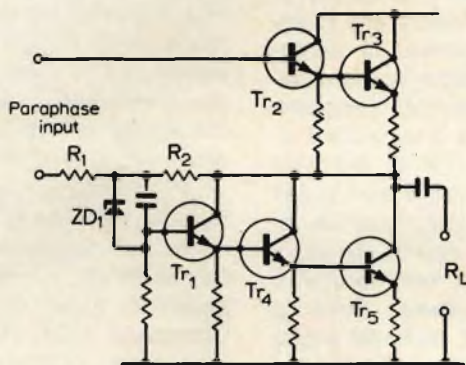 Tr3
Tr2
Paraphase
input
R1
R2
ZD1
Tr1
Tr4
Tr5
RL